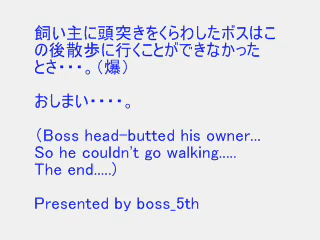 飼い主に頭突きをくらわしたボスはこ
の後散歩に行くことができなかった
とさ・・・。（爆）
おしまい・・・・。
（Boss head-butted his owner...
So he couldn't go walking.....
The end.....）
Presented by boss_5th